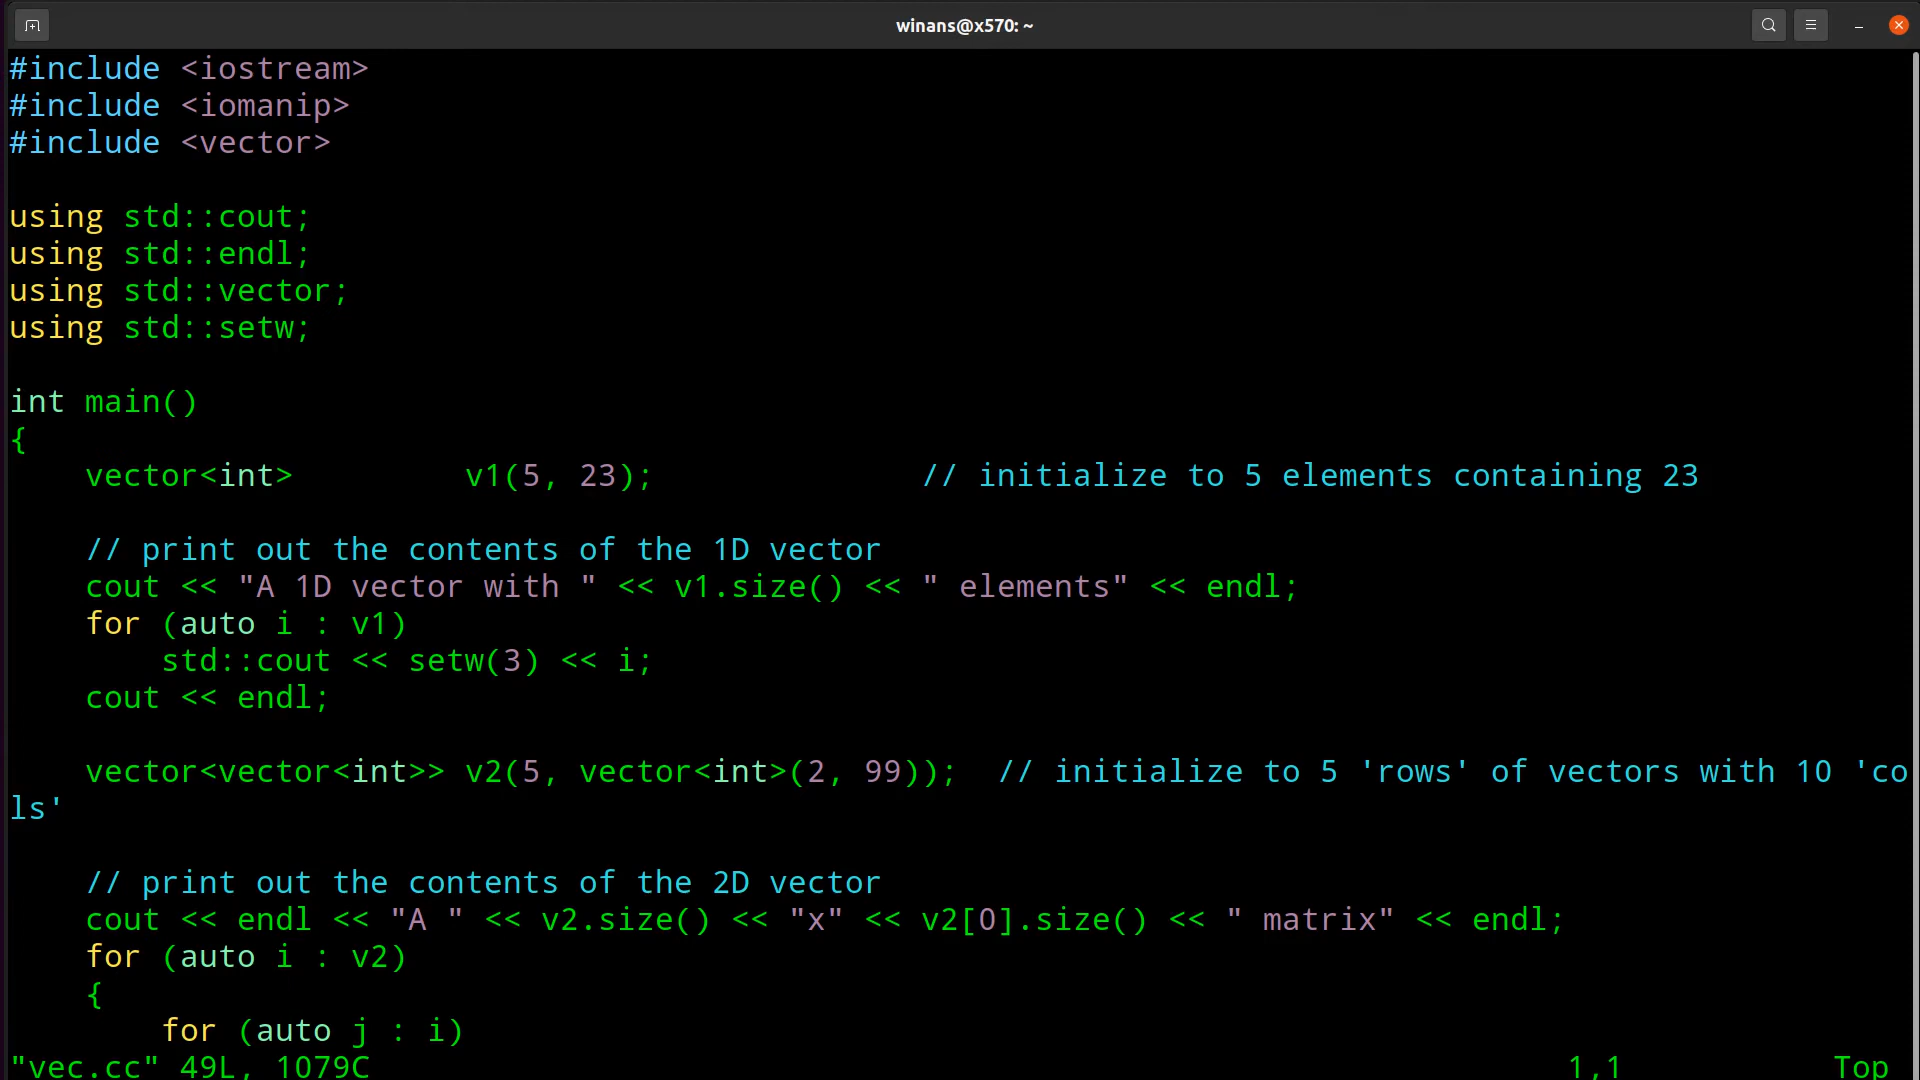 winans@x570: ~
#include <iostream>
#include <iomanip>
#include <vector>
using std::cout;
using std::endl;
using std::vector;
using std::setw;
int main()
{
    vector<int>         v1(5, 23);              // initialize to 5 elements containing 23
    // print out the contents of the 1D vector
    cout << "A 1D vector with " << v1.size() << " elements" << endl;
    for (auto i : v1)
        std::cout << setw(3) << i;
    cout << endl;
    vector<vector<int>> v2(5, vector<int>(2, 99));  // initialize to 5 'rows' of vectors with 10 'co
ls'
    // print out the contents of the 2D vector
    cout << endl << "A " << v2.size() << "x" << v2[0].size() << " matrix" << endl;
    for (auto i : v2)
    {
        for (auto j : i)
"vec.cc" 49L, 1079C 1,1 Top